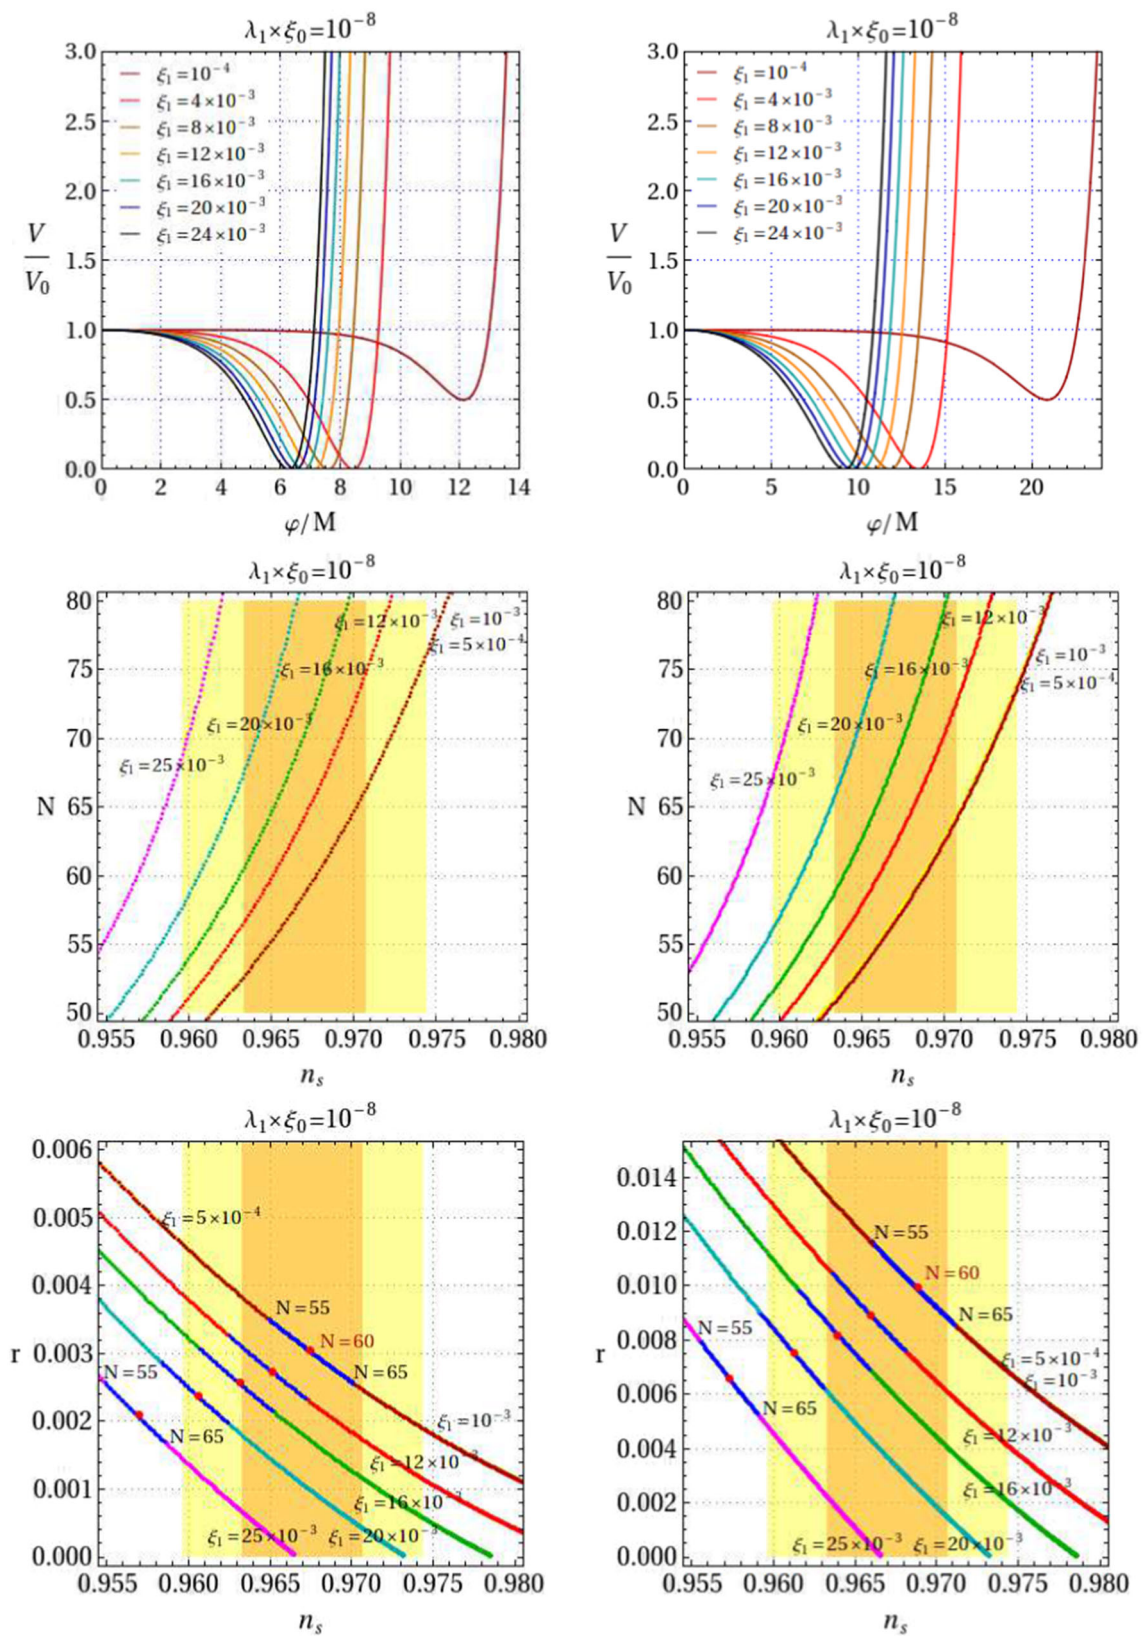 λ₁×ξ₀=10⁻⁸
3.0
2.5
2.0
1.5
1.0
0.5
0.0
V
V₀
ξ₁=10⁻⁴
ξ₁=4×10⁻³
ξ₁=8×10⁻³
ξ₁=12×10⁻³
ξ₁=16×10⁻³
ξ₁=20×10⁻³
ξ₁=24×10⁻³
0 2 4 6 8 10 12 14
φ/M
λ₁×ξ₀=10⁻⁸
3.0
2.5
2.0
1.5
1.0
0.5
0.0
V
V₀
ξ₁=10⁻⁴
ξ₁=4×10⁻³
ξ₁=8×10⁻³
ξ₁=12×10⁻³
ξ₁=16×10⁻³
ξ₁=20×10⁻³
ξ₁=24×10⁻³
0 5 10 15 20
φ/M
λ₁×ξ₀=10⁻⁸
80
75
70
65
60
55
50
N
ξ₁=10⁻³
ξ₁=12×10⁻³
ξ₁=5×10⁻⁴
ξ₁=16×10⁻³
ξ₁=20×10⁻³
ξ₁=25×10⁻³
0.955 0.960 0.965 0.970 0.975 0.980
nₛ
λ₁×ξ₀=10⁻⁸
80
75
70
65
60
55
50
N
ξ₁=12×10⁻³
ξ₁=10⁻³
ξ₁=16×10⁻³
ξ₁=5×10⁻⁴
ξ₁=20×10⁻³
ξ₁=25×10⁻³
0.955 0.960 0.965 0.970 0.975 0.980
nₛ
λ₁×ξ₀=10⁻⁸
0.006
0.005
0.004
0.003
0.002
0.001
0.000
r
ξ₁=5×10⁻⁴
N=55
N=60
N=55
N=65
ξ₁=10⁻³
N=65
ξ₁=12×10⁻³
ξ₁=16×10⁻³
ξ₁=25×10⁻³ ξ₁=20×10⁻³
0.955 0.960 0.965 0.970 0.975 0.980
nₛ
λ₁×ξ₀=10⁻⁸
0.014
0.012
0.010
0.008
0.006
0.004
0.002
0.000
r
N=55
N=60
N=65
N=55
ξ₁=5×10⁻⁴
ξ₁=10⁻³
N=65
ξ₁=12×10⁻³
ξ₁=16×10⁻³
ξ₁=25×10⁻³ ξ₁=20×10⁻³
0.955 0.960 0.965 0.970 0.975 0.980
nₛ